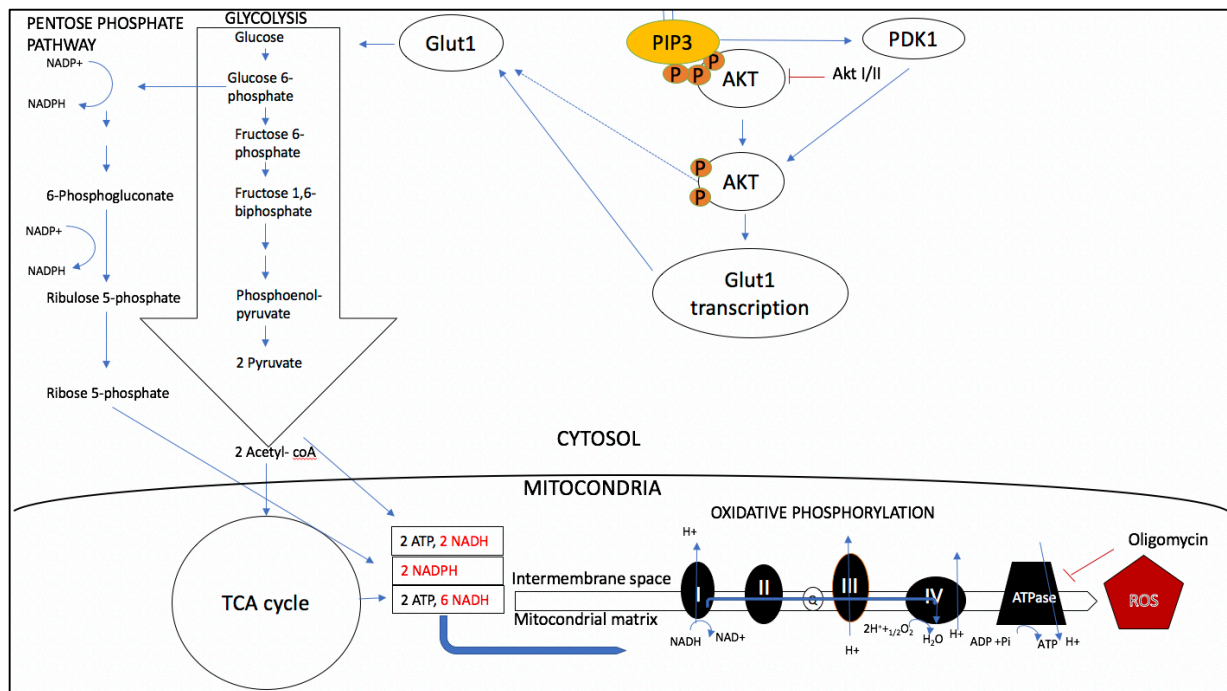 PENTOSE PHOSPHATE
PATHWAY
NADP+
NADPH
6-Phosphogluconate
NADP+
NADPH
Ribulose 5-phosphate
Ribose 5-phosphate
GLYCOLYSIS
Glucose
Glucose 6-
phosphate
Fructose 6-
phosphate
Fructose 1,6-
biphosphate
Phosphoenol-
pyruvate
2 Pyruvate
2 Acetyl- coA
Glut1
PIP3
P
P
P
AKT
PDK1
Akt I/II
P
P
AKT
Glut1
transcription
CYTOSOL
MITOCONDRIA
TCA cycle
2 ATP, 2 NADH
2 NADPH
2 ATP, 6 NADH
OXIDATIVE PHOSPHORYLATION
Intermembrane space
Mitochondrial matrix
H+
I
NADH
NAD+
II
Q
H+
III
H+
H+
IV
2H++1/2O2
H2O
H+
Oligomycin
ATPase
ADP +Pi
ATP
H+
ROS